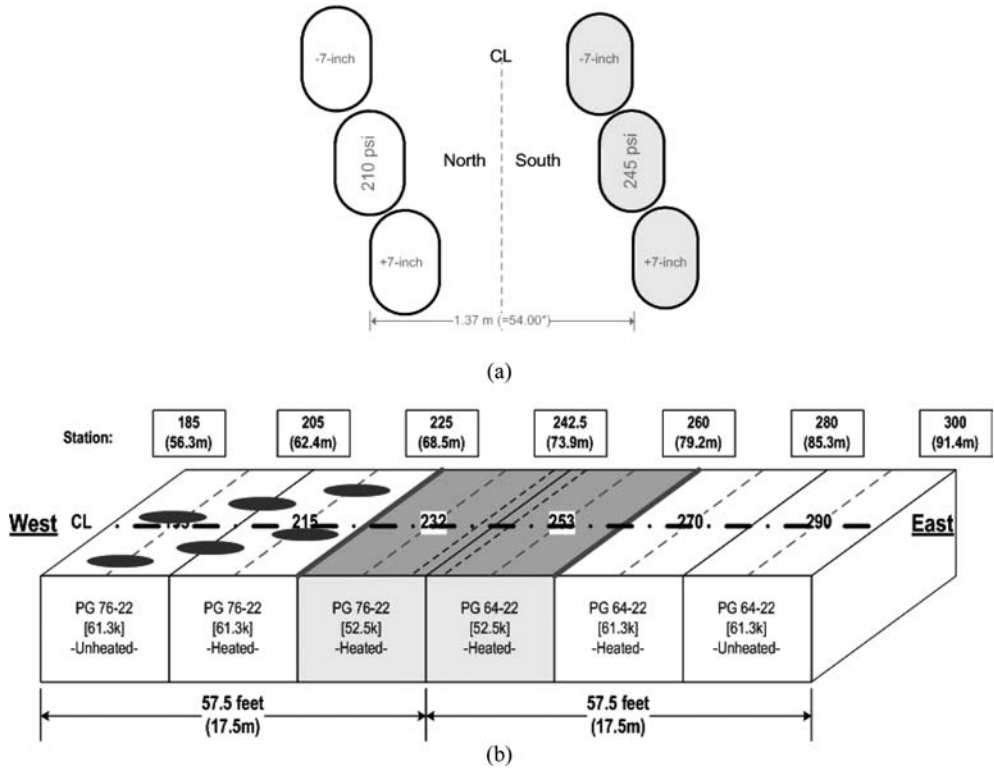 -7-inch
-7-inch
CL
210 psi
North
South
245 psi
+7-inch
+7-inch
1.37 m (=54.00")
(a)
Station:
185
(56.3m)
205
(62.4m)
225
(68.5m)
242.5
(73.9m)
260
(79.2m)
280
(85.3m)
300
(91.4m)
West
CL
195
215
232
253
270
290
East
PG 76-22
[61.3k]
-Unheated-
PG 76-22
[61.3k]
-Heated-
PG 76-22
[52.5k]
-Heated-
PG 64-22
[52.5k]
-Heated-
PG 64-22
[61.3k]
-Heated-
PG 64-22
[61.3k]
-Unheated-
57.5 feet
(17.5m)
57.5 feet
(17.5m)
(b)